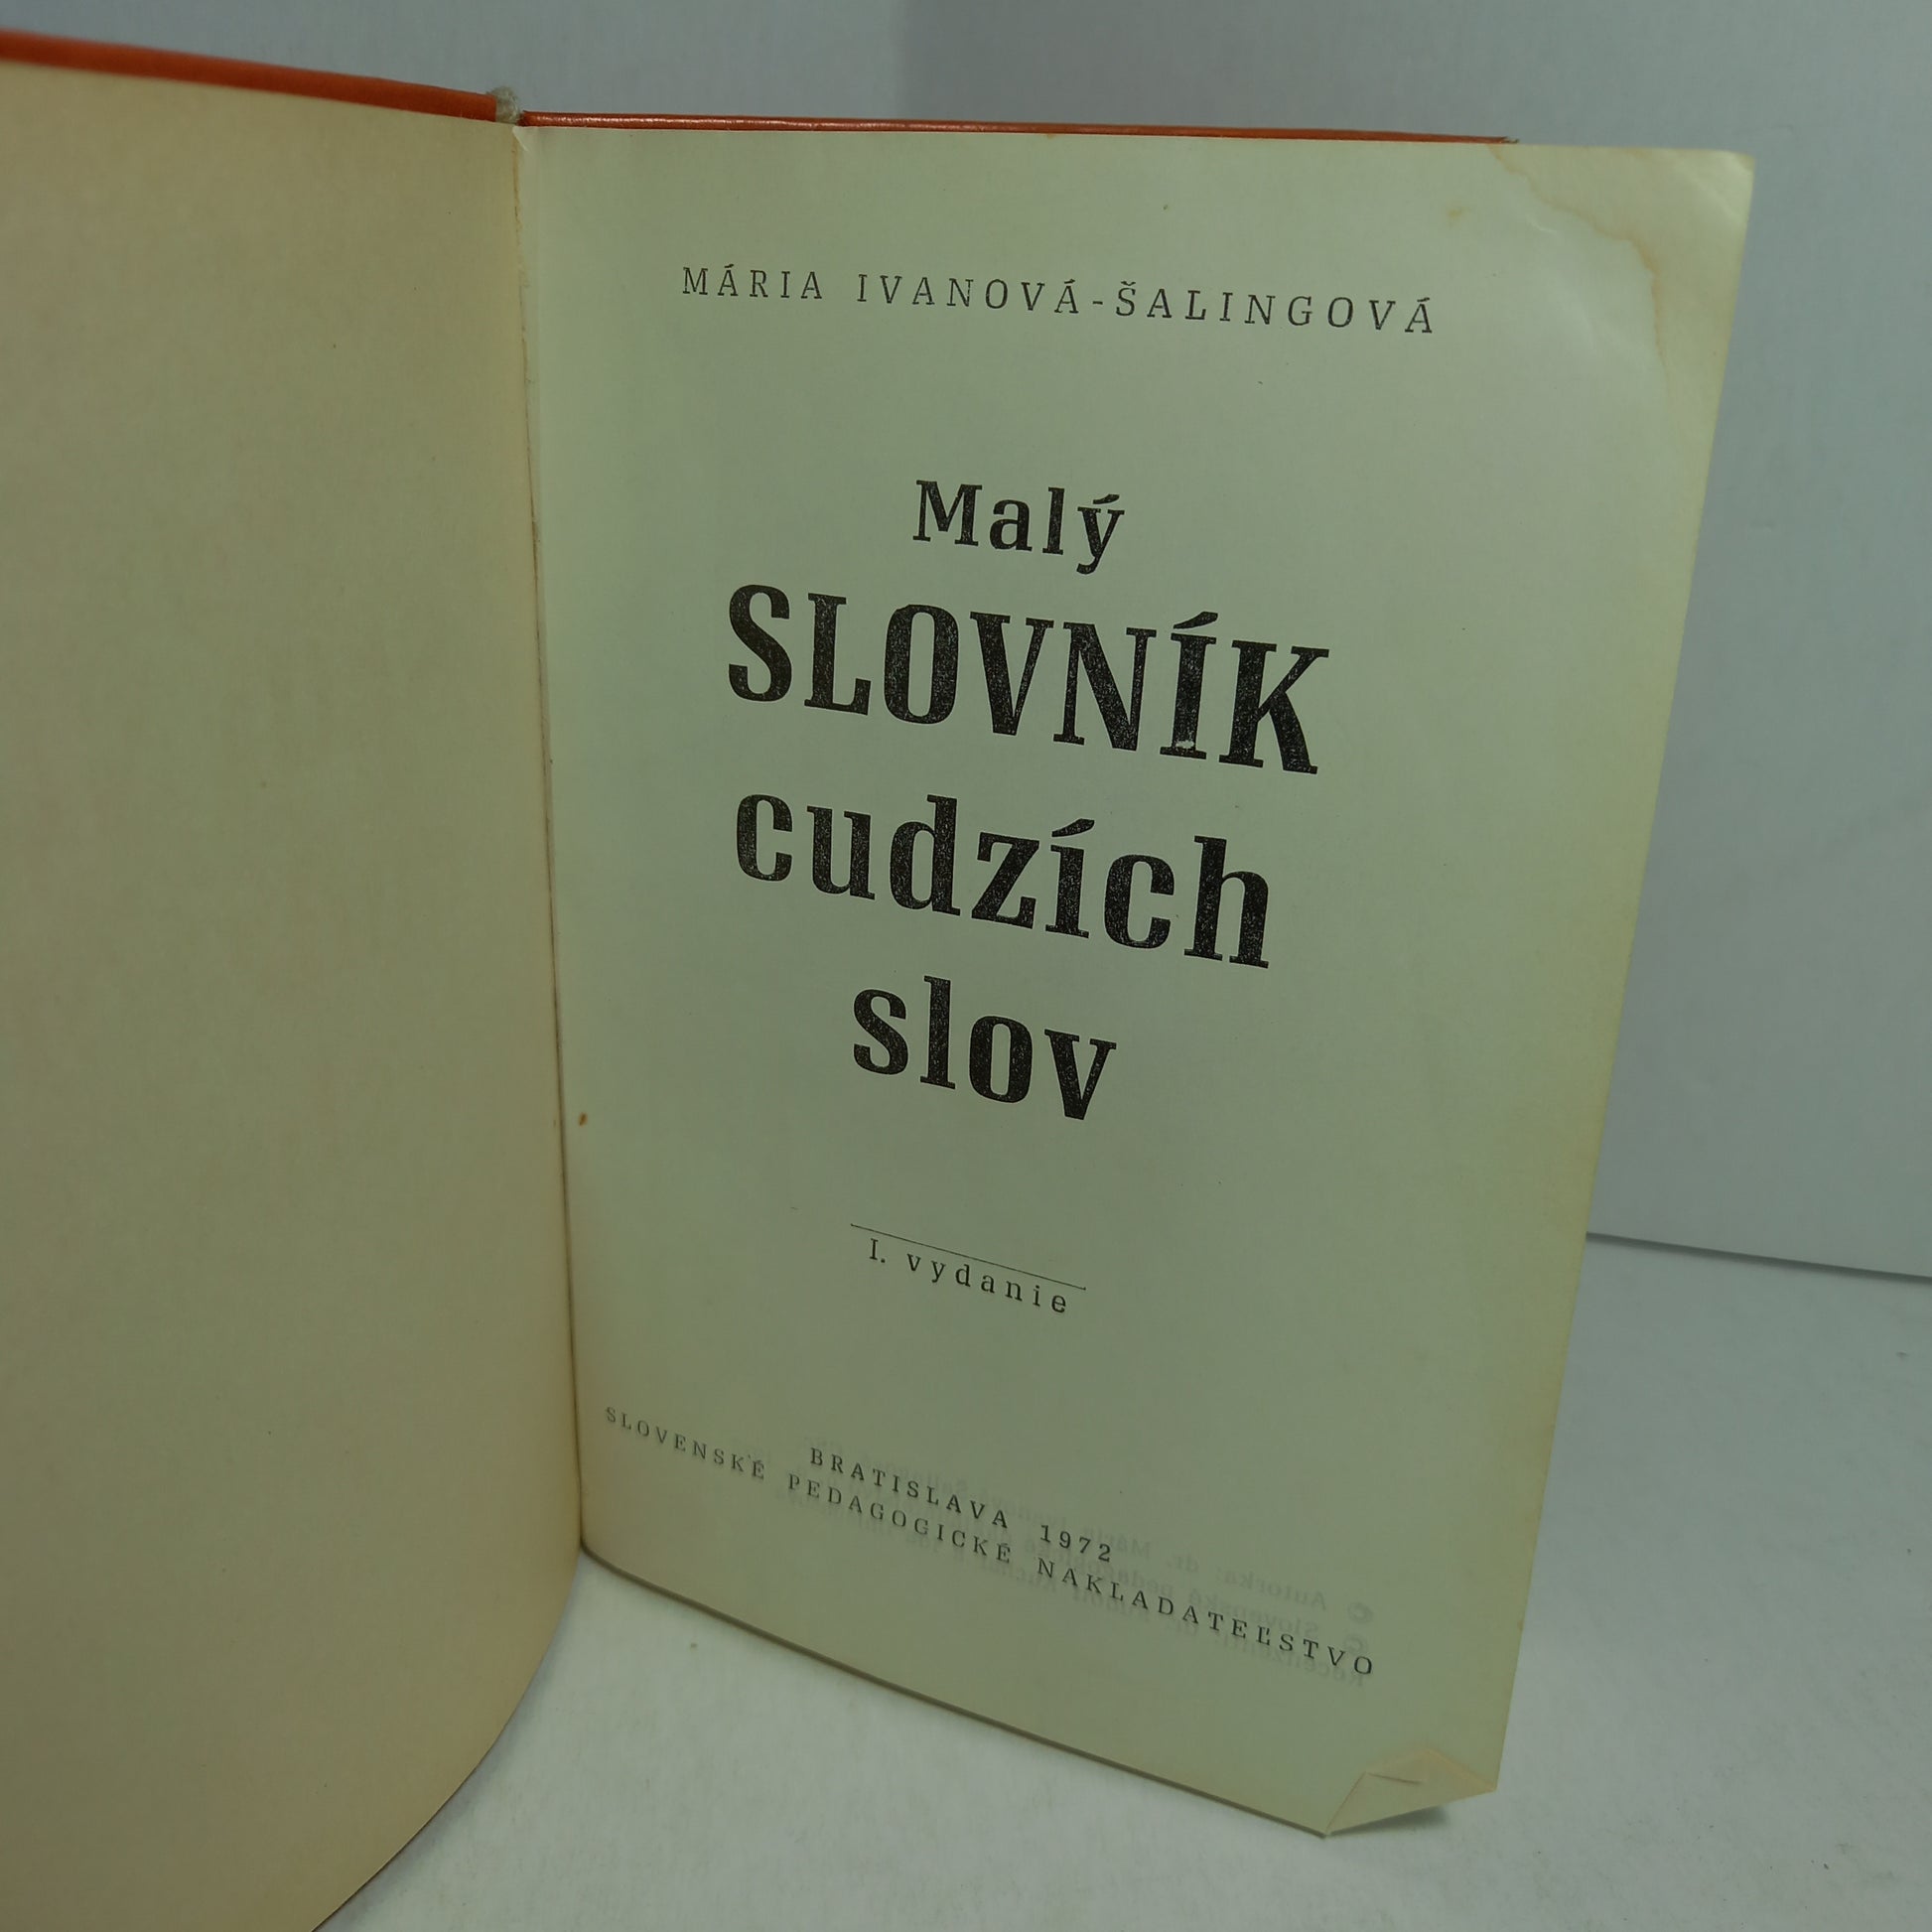 MÁRIA IVANOVÁ-ŠALINGOVÁ
Malý
SLOVNÍK
cudzích
slov
I. vydanie
BRATISLAVA 1972
SLOVENSKÉ PEDAGOGICKÉ NAKLADATEĽSTVO